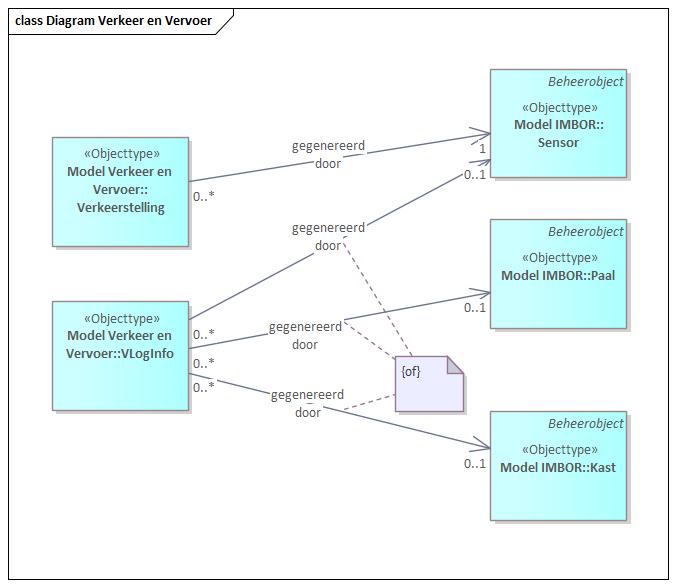 class Diagram Verkeer en Vervoer
«Objecttype»
Model Verkeer en
Vervoer::
Verkeerstelling
0..*
gegenereerd
door
1
Beheerobject
«Objecttype»
Model IMBOR::
Sensor
0..1
gegenereerd
door
Beheerobject
«Objecttype»
Model IMBOR::Paal
0..1
«Objecttype»
Model Verkeer en
Vervoer::VLogInfo
0..*
0..*
0..*
gegenereerd
door
{of}
gegenereerd
door
Beheerobject
«Objecttype»
Model IMBOR::Kast
0..1